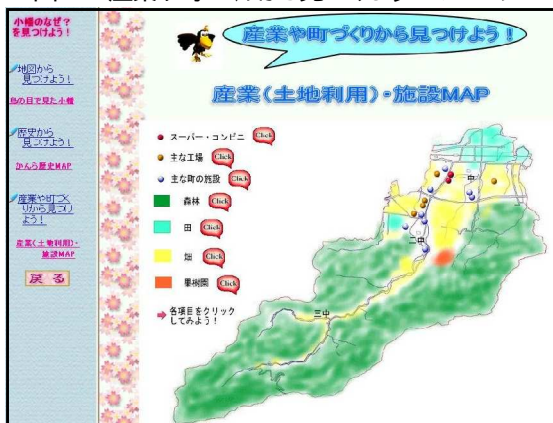 小幡のなぜ?
を見つけよう!
地図から
見つけよう!
鳥の目で見た小幡
歴史から
見つけよう!
かんら歴史MAP
産業や町づく
りから見つけ
よう!
産業(土地利用)・
施設MAP
戻る
産業や町づくりから見つけよう!
産業(土地利用)・施設MAP
スーパー・コンビニ Click
主な工場 Click
主な町の施設 Click
森林 Click
田 Click
畑 Click
果樹園 Click
各項目をクリック
してみよう!
一中
二中
三中